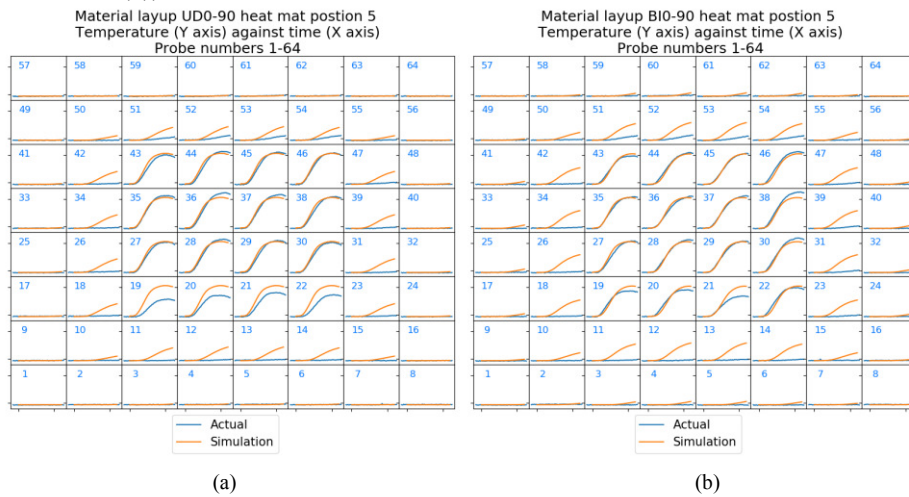 Material layup UD0-90 heat mat postion 5
Temperature (Y axis) against time (X axis)
Probe numbers 1-64
57 58 59 60 61 62 63 64
49 50 51 52 53 54 55 56
41 42 43 44 45 46 47 48
33 34 35 36 37 38 39 40
25 26 27 28 29 30 31 32
17 18 19 20 21 22 23 24
9 10 11 12 13 14 15 16
1 2 3 4 5 6 7 8
Actual
Simulation
(a)
Material layup BI0-90 heat mat postion 5
Temperature (Y axis) against time (X axis)
Probe numbers 1-64
57 58 59 60 61 62 63 64
49 50 51 52 53 54 55 56
41 42 43 44 45 46 47 48
33 34 35 36 37 38 39 40
25 26 27 28 29 30 31 32
17 18 19 20 21 22 23 24
9 10 11 12 13 14 15 16
1 2 3 4 5 6 7 8
Actual
Simulation
(b)